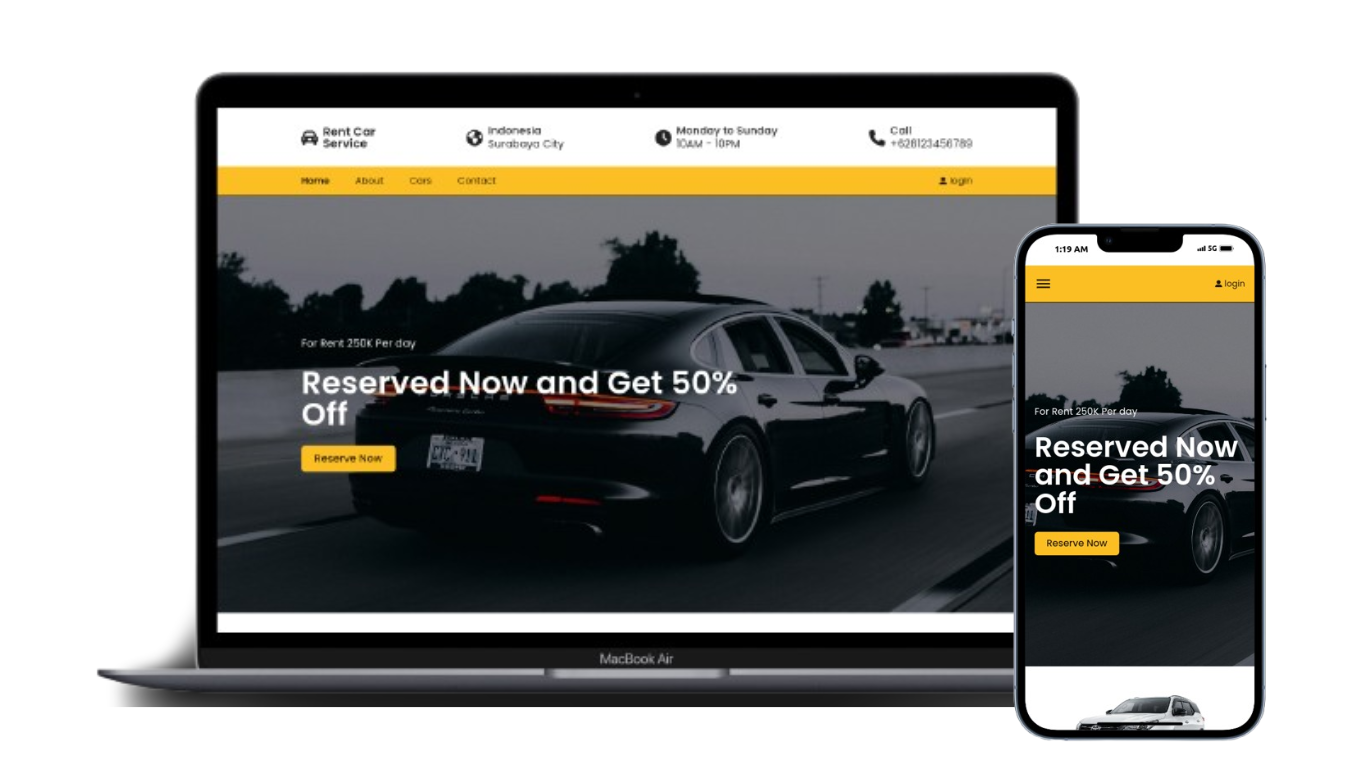 Rent Car
Service
Indonesia
Surabaya City
Monday to Sunday
10AM - 10PM
Call
+628123456789
Home
About
Cars
Contact
login
For Rent 250K Per day
Reserved Now and Get 50%
Off
Reserve Now
MacBook Air
1:19 AM
5G
login
For Rent 250K Per day
Reserved Now
and Get 50%
Off
Reserve Now